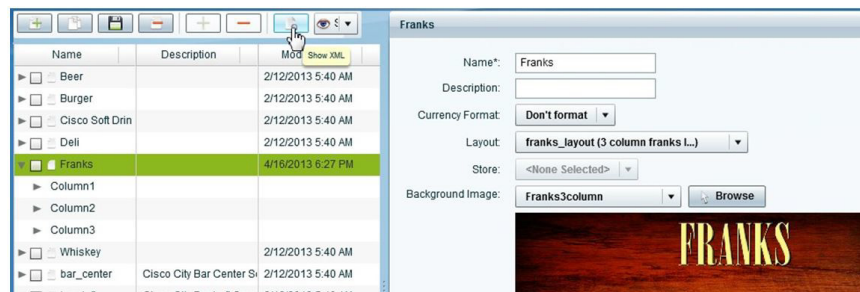 Franks
Name Description Mod
Show XML
Beer 2/12/2013 5:40 AM
Burger 2/12/2013 5:40 AM
Cisco Soft Drin 2/12/2013 5:40 AM
Deli 2/12/2013 5:40 AM
Franks 4/16/2013 6:27 PM
Column1
Column2
Column3
Whiskey 2/12/2013 5:40 AM
bar_center Cisco City Bar Center S 2/12/2013 5:40 AM
Name*: Franks
Description:
Currency Format: Don't format
Layout: franks_layout (3 column franks l...)
Store: <None Selected>
Background Image: Franks3column Browse
FRANKS